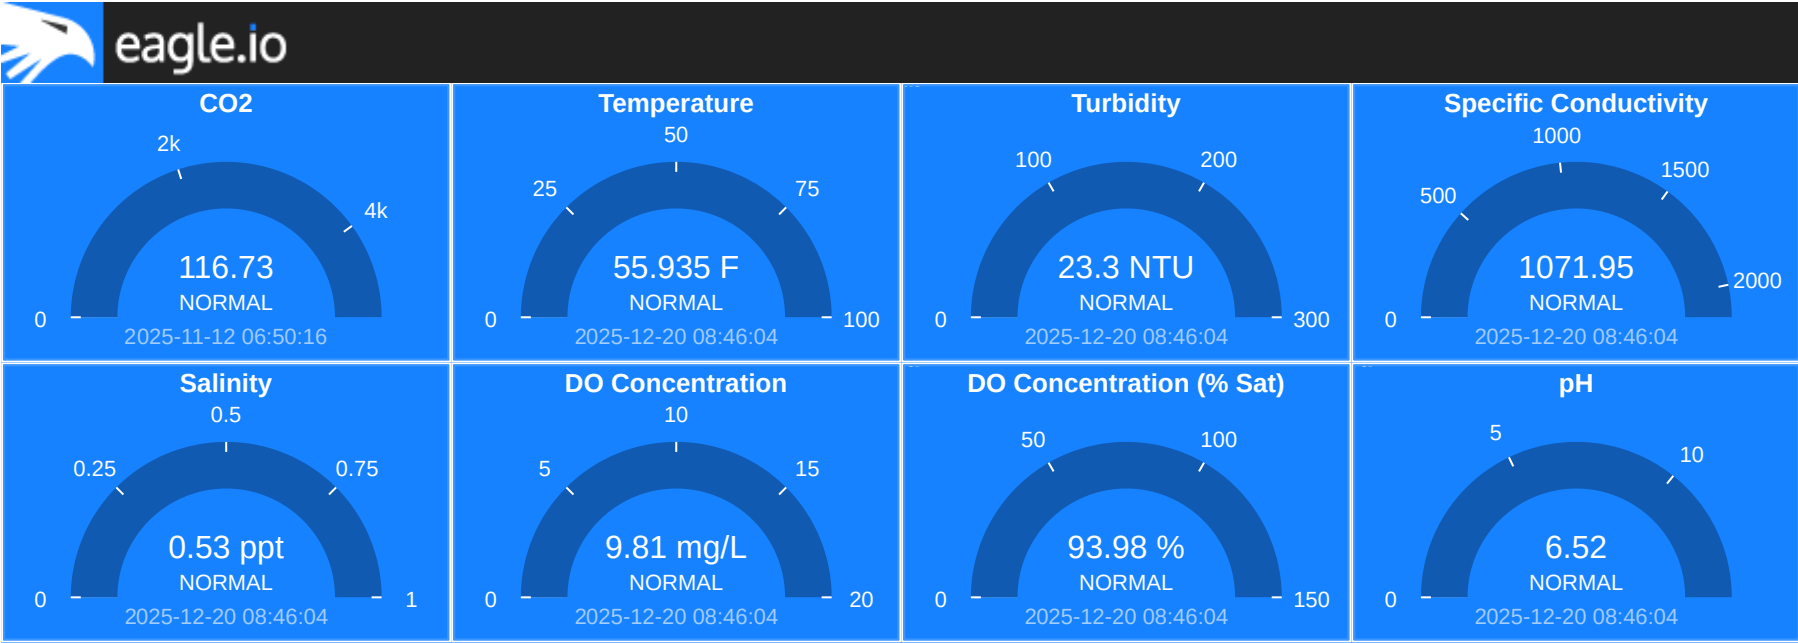 eagle.io
CO2
2k
4k
116.73
NORMAL
0
2025-11-12 06:50:16
Temperature
50
25
75
55.935 F
NORMAL
0
100
2025-12-20 08:46:04
Turbidity
100
200
23.3 NTU
NORMAL
0
300
2025-12-20 08:46:04
Specific Conductivity
1000
1500
500
1071.95
2000
NORMAL
0
2025-12-20 08:46:04
Salinity
0.5
0.25
0.75
0.53 ppt
NORMAL
0
1
2025-12-20 08:46:04
DO Concentration
10
5
15
9.81 mg/L
NORMAL
0
20
2025-12-20 08:46:04
DO Concentration (% Sat)
50
100
93.98 %
NORMAL
0
150
2025-12-20 08:46:04
pH
5
10
6.52
NORMAL
0
2025-12-20 08:46:04